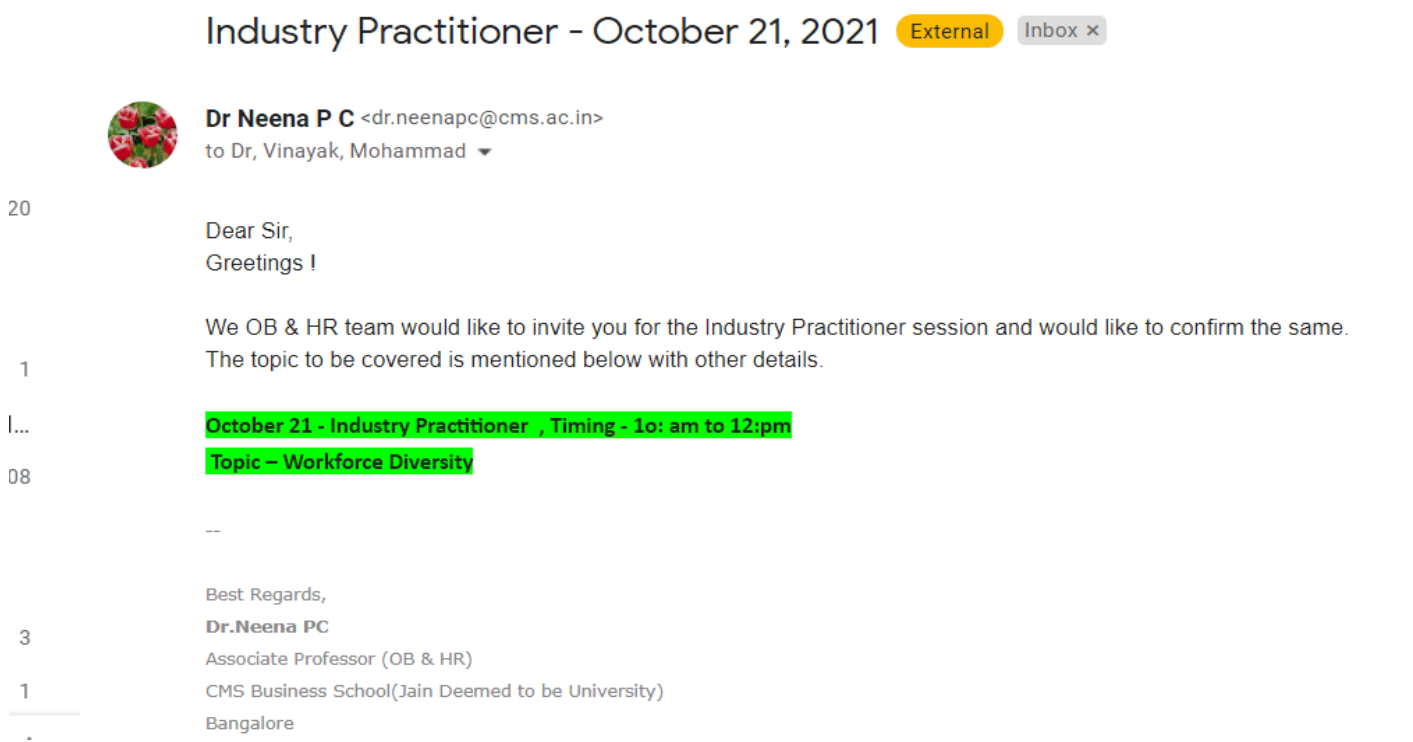 Industry Practitioner - October 21, 2021 External Inbox ×
Dr Neena P C <dr.neenapc@cms.ac.in>
to Dr, Vinayak, Mohammad
20
Dear Sir,
Greetings !
We OB & HR team would like to invite you for the Industry Practitioner session and would like to confirm the same.
The topic to be covered is mentioned below with other details.
1
October 21 - Industry Practitioner , Timing - 1o: am to 12:pm
Topic – Workforce Diversity
08
--
Best Regards,
Dr.Neena PC
3
Associate Professor (OB & HR)
1
CMS Business School(Jain Deemed to be University)
Bangalore